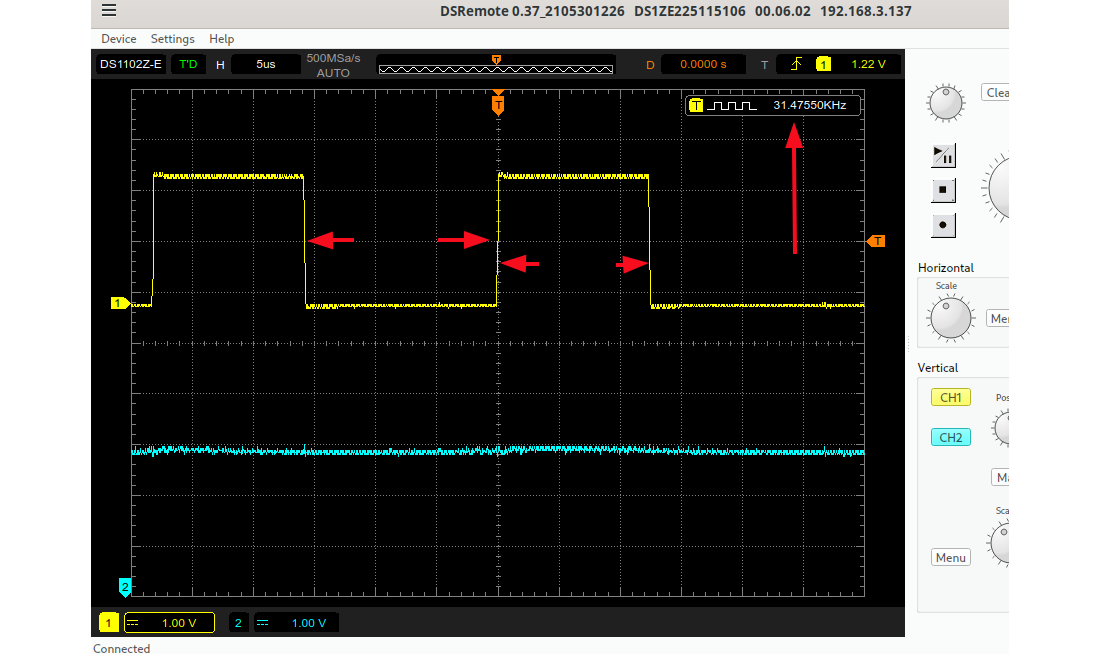 DSRemote 0.37_2105301226 DS1ZE225115106 00.06.02 192.168.3.137
Device Settings Help
DS1102Z-E T'D H 5us 500MSa/s AUTO T D 0.0000 s T 1 1.22 V
T T 31.47550KHz
Clea
T
1
Horizontal
Scale
Men
Vertical
CH1 Pos
CH2
Ma
Sca
Menu
2
1 1.00 V 2 1.00 V
Connected